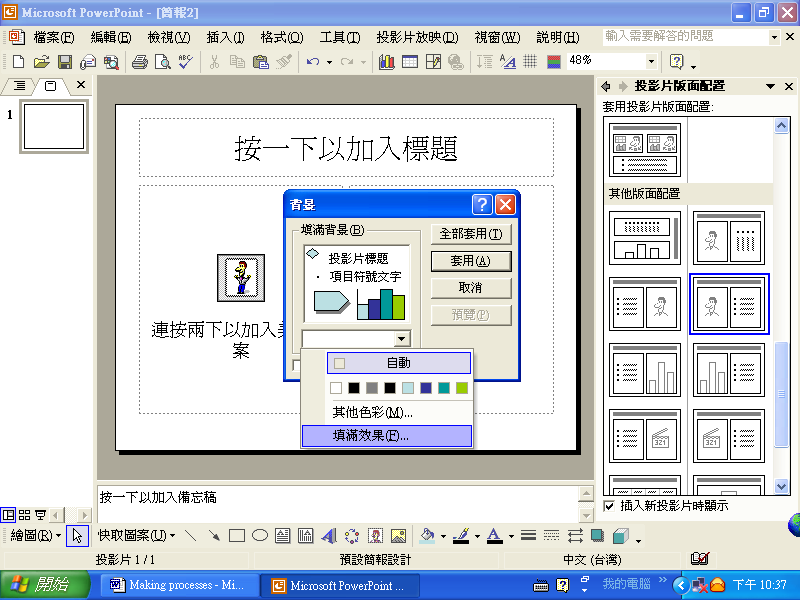 Microsoft PowerPoint - [簡報2]
檔案(F) 編輯(E) 檢視(V) 插入(I) 格式(O) 工具(T) 投影片放映(D) 視窗(W) 說明(H) 輸入需要解答的問題
48%
投影片版面配置
套用投影片版面配置:
1
按一下以加入標題
其他版面配置
背景
填滿背景(B)
全部套用(T)
投影片標題
套用(A)
項目符號文字
取消
預覽(P)
連按兩下以加入美
案
自動
其他色彩(M)...
填滿效果(F)...
321
321
按一下以加入備忘稿
插入新投影片時顯示
繪圖(R) 快取圖案(U)
投影片 1 / 1 預設簡報設計 中文 (台灣)
開始 Making processes - Mi... Microsoft PowerPoint ... 我的電腦 下午 10:37